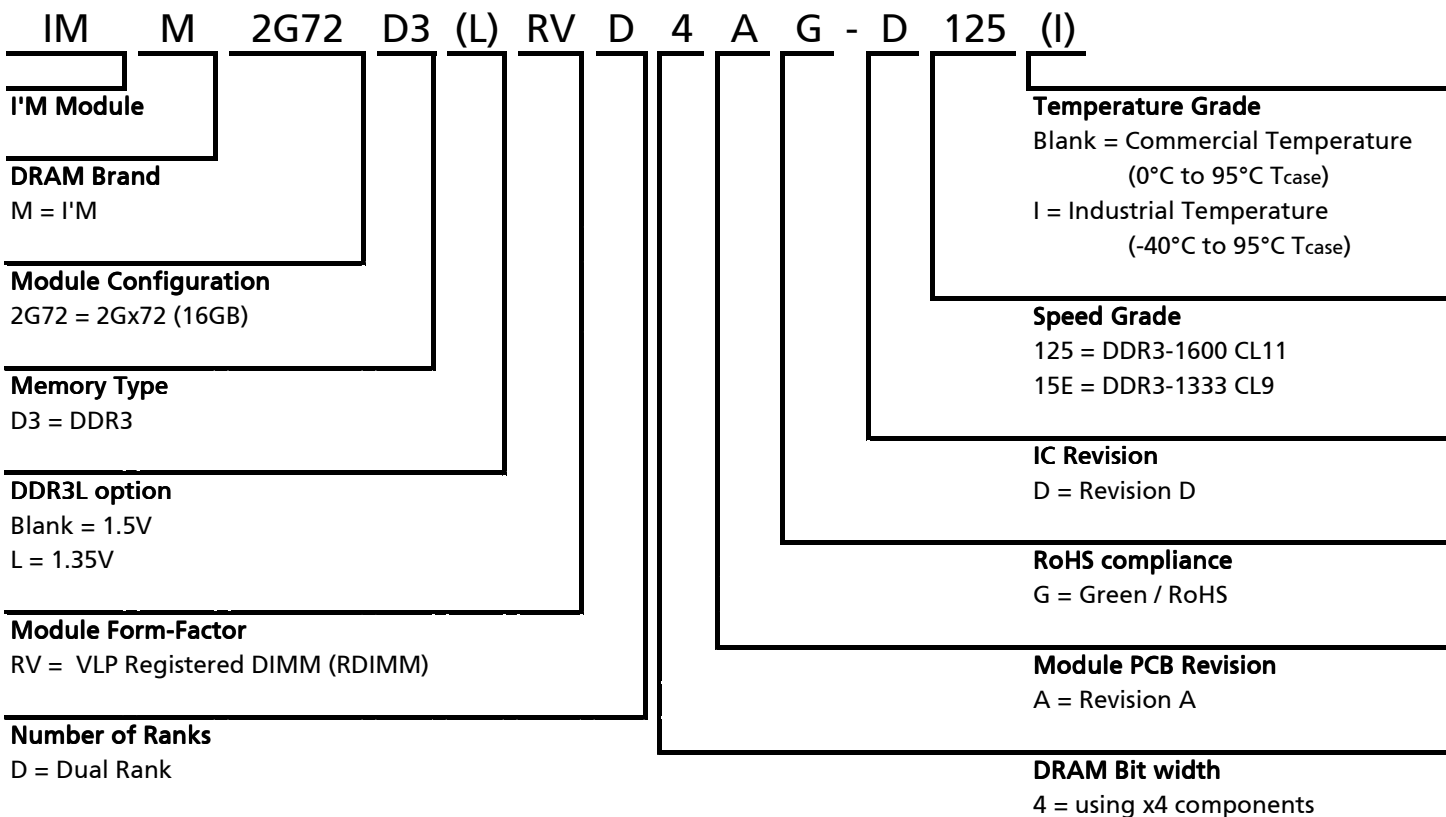 IM M 2G72 D3 (L) RV D 4 A G - D 125 (I)
I'M Module
DRAM Brand
M = I'M
Module Configuration
2G72 = 2Gx72 (16GB)
Memory Type
D3 = DDR3
DDR3L option
Blank = 1.5V
L = 1.35V
Module Form-Factor
RV = VLP Registered DIMM (RDIMM)
Number of Ranks
D = Dual Rank
Temperature Grade
Blank = Commercial Temperature
(0°C to 95°C Tcase)
I = Industrial Temperature
(-40°C to 95°C Tcase)
Speed Grade
125 = DDR3-1600 CL11
15E = DDR3-1333 CL9
IC Revision
D = Revision D
RoHS compliance
G = Green / RoHS
Module PCB Revision
A = Revision A
DRAM Bit width
4 = using x4 components